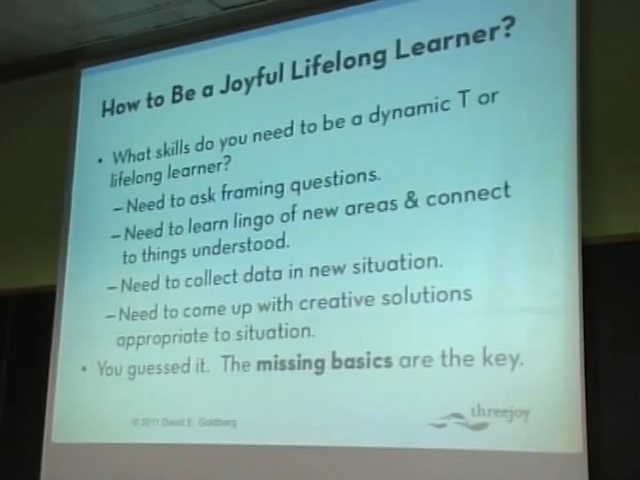 How to Be a Joyful Lifelong Learner?
• What skills do you need to be a dynamic T or
lifelong learner?
– Need to ask framing questions.
– Need to learn lingo of new areas & connect
to things understood.
– Need to collect data in new situation.
– Need to come up with creative solutions
appropriate to situation.
• You guessed it. The missing basics are the key.
© 2011 David E. Goldberg
threejoy